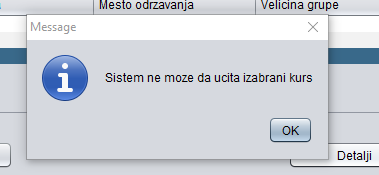 Mesto odrzavanja Velicina grupe
Message
Sistem ne moze da ucita izabrani kurs
OK
Detalji